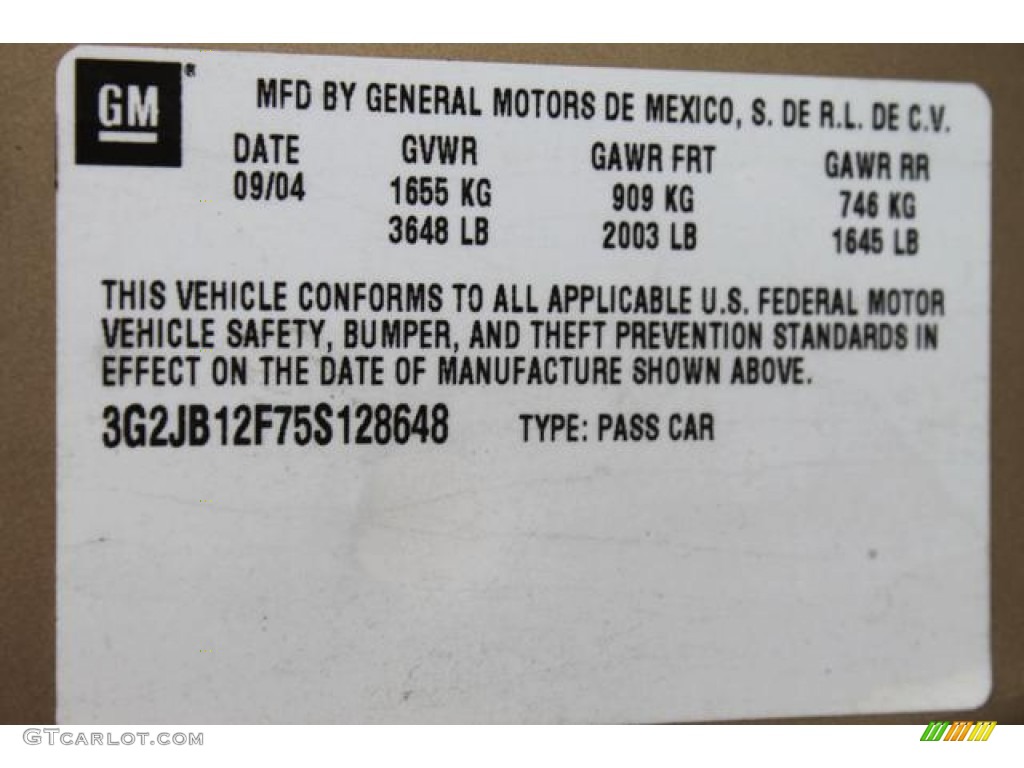 GM®
MFD BY GENERAL MOTORS DE MEXICO, S. DE R.L. DE C.V.
DATE GVWR GAWR FRT GAWR RR
09/04 1655 KG 909 KG 746 KG
3648 LB 2003 LB 1645 LB
THIS VEHICLE CONFORMS TO ALL APPLICABLE U.S. FEDERAL MOTOR
VEHICLE SAFETY, BUMPER, AND THEFT PREVENTION STANDARDS IN
EFFECT ON THE DATE OF MANUFACTURE SHOWN ABOVE.
3G2JB12F75S128648 TYPE: PASS CAR
GTCARLOT.COM